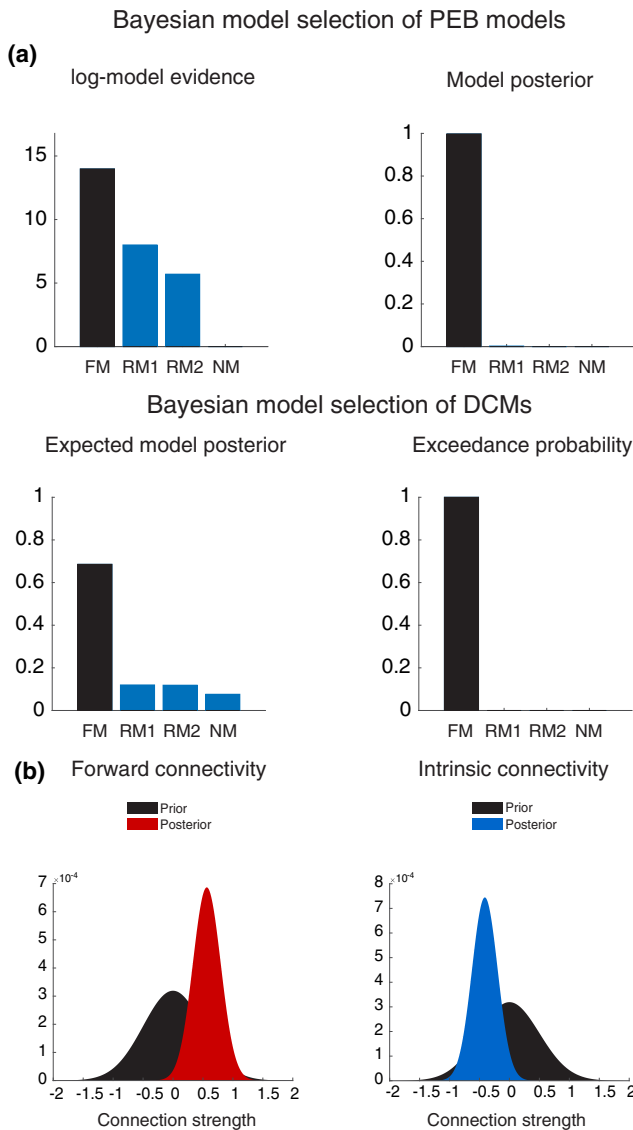 Bayesian model selection of PEB models
(a)
log-model evidence
Model posterior
15
10
5
0
FM RM1 RM2 NM
1
0.8
0.6
0.4
0.2
0
FM RM1 RM2 NM
Bayesian model selection of DCMs
Expected model posterior
Exceedance probability
1
0.8
0.6
0.4
0.2
0
FM RM1 RM2 NM
1
0.8
0.6
0.4
0.2
0
FM RM1 RM2 NM
(b)
Forward connectivity
Intrinsic connectivity
Prior
Posterior
Prior
Posterior
×10⁻⁴
7
6
5
4
3
2
1
0
-2 -1.5 -1 -0.5 0 0.5 1 1.5 2
Connection strength
×10⁻⁴
8
7
6
5
4
3
2
1
0
-2 -1.5 -1 -0.5 0 0.5 1 1.5 2
Connection strength